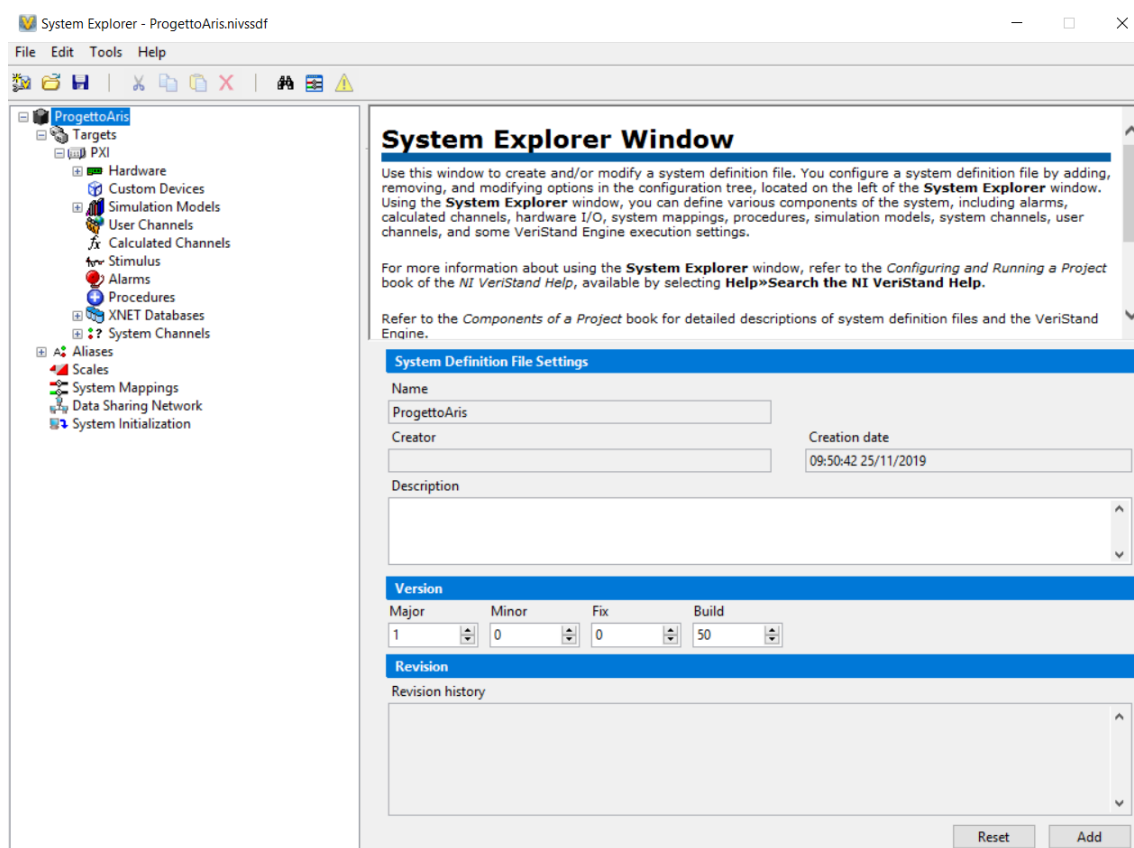 System Explorer - ProgettoAris.nivssdf
File Edit Tools Help
ProgettoAris
Targets
PXI
Hardware
Custom Devices
Simulation Models
User Channels
fx Calculated Channels
Stimulus
Alarms
Procedures
XNET Databases
System Channels
Aliases
Scales
System Mappings
Data Sharing Network
System Initialization
System Explorer Window
Use this window to create and/or modify a system definition file. You configure a system definition file by adding,
removing, and modifying options in the configuration tree, located on the left of the System Explorer window.
Using the System Explorer window, you can define various components of the system, including alarms,
calculated channels, hardware I/O, system mappings, procedures, simulation models, system channels, user
channels, and some VeriStand Engine execution settings.
For more information about using the System Explorer window, refer to the Configuring and Running a Project
book of the NI VeriStand Help, available by selecting Help»Search the NI VeriStand Help.
Refer to the Components of a Project book for detailed descriptions of system definition files and the VeriStand
Engine.
System Definition File Settings
Name
ProgettoAris
Creator Creation date
09:50:42 25/11/2019
Description
Version
Major Minor Fix Build
1 0 0 50
Revision
Revision history
Reset Add